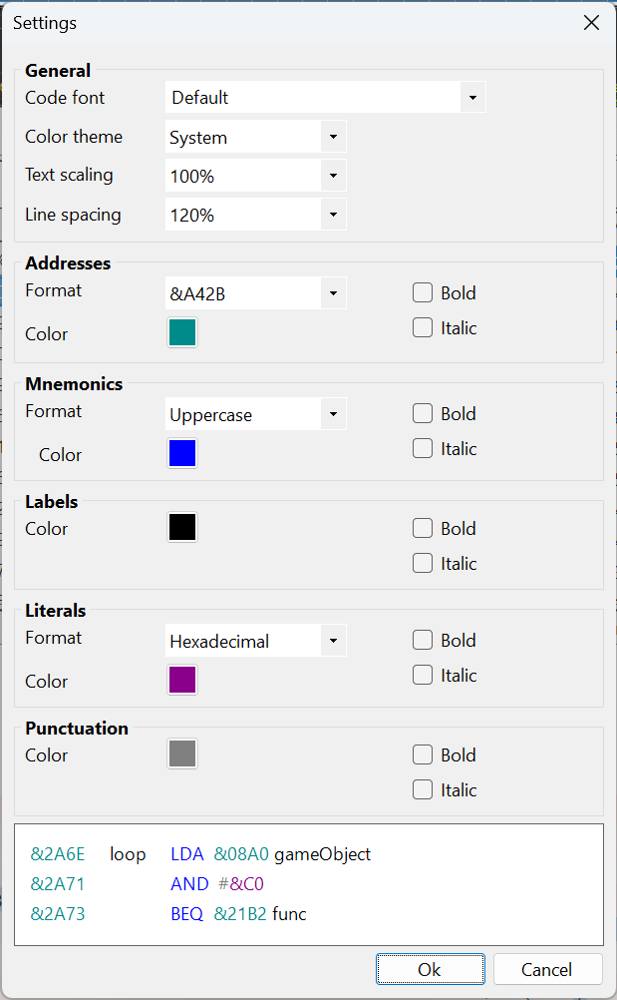 Settings
General
Code font Default
Color theme System
Text scaling 100%
Line spacing 120%
Addresses
Format &A42B Bold
Color Italic
Mnemonics
Format Uppercase Bold
Color Italic
Labels
Color Bold
Italic
Literals
Format Hexadecimal Bold
Color Italic
Punctuation
Color Bold
Italic
&2A6E loop LDA &08A0 gameObject
&2A71 AND #&C0
&2A73 BEQ &21B2 func
Ok Cancel